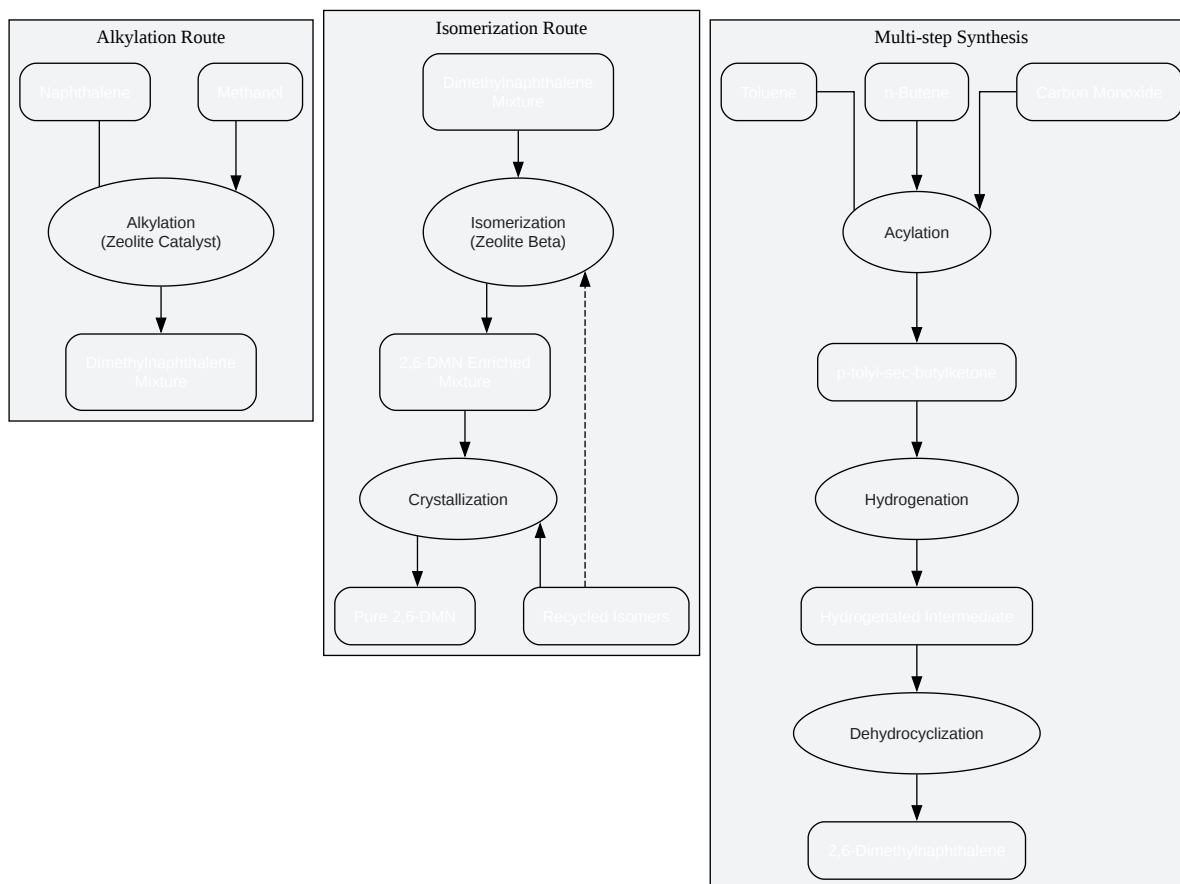 Alkylation Route
Naphthalene
Methanol
Alkylation
(Zeolite Catalyst)
Dimethylnaphthalene
Mixture
Isomerization Route
Dimethylnaphthalene
Mixture
Isomerization
(Zeolite Beta)
2,6-DMN Enriched
Mixture
Crystallization
Pure 2,6-DMN
Recycled Isomers
Multi-step Synthesis
Toluene
n-Butene
Carbon Monoxide
Acylation
p-tolyl-sec-butylketone
Hydrogenation
Hydrogenated Intermediate
Dehydrocyclization
2,6-Dimethylnaphthalene